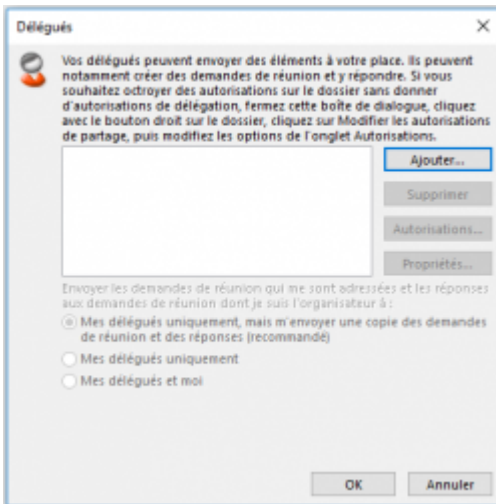 Délégués
Vos délégués peuvent envoyer des éléments à votre place. Ils peuvent
notamment créer des demandes de réunion et y répondre. Si vous
souhaitez octroyer des autorisations sur le dossier sans donner
d'autorisations de délégation, fermez cette boîte de dialogue, cliquez
avec le bouton droit sur le dossier, cliquez sur Modifier les autorisations
de partage, puis modifiez les options de l'onglet Autorisations.
Ajouter...
Supprimer
Autorisations...
Propriétés...
Envoyer les demandes de réunion qui me sont adressées et les réponses
aux demandes de réunion dont je suis l'organisateur à :
Mes délégués uniquement, mais m'envoyer une copie des demandes
de réunion et des réponses (recommandé)
Mes délégués uniquement
Mes délégués et moi
OK
Annuler